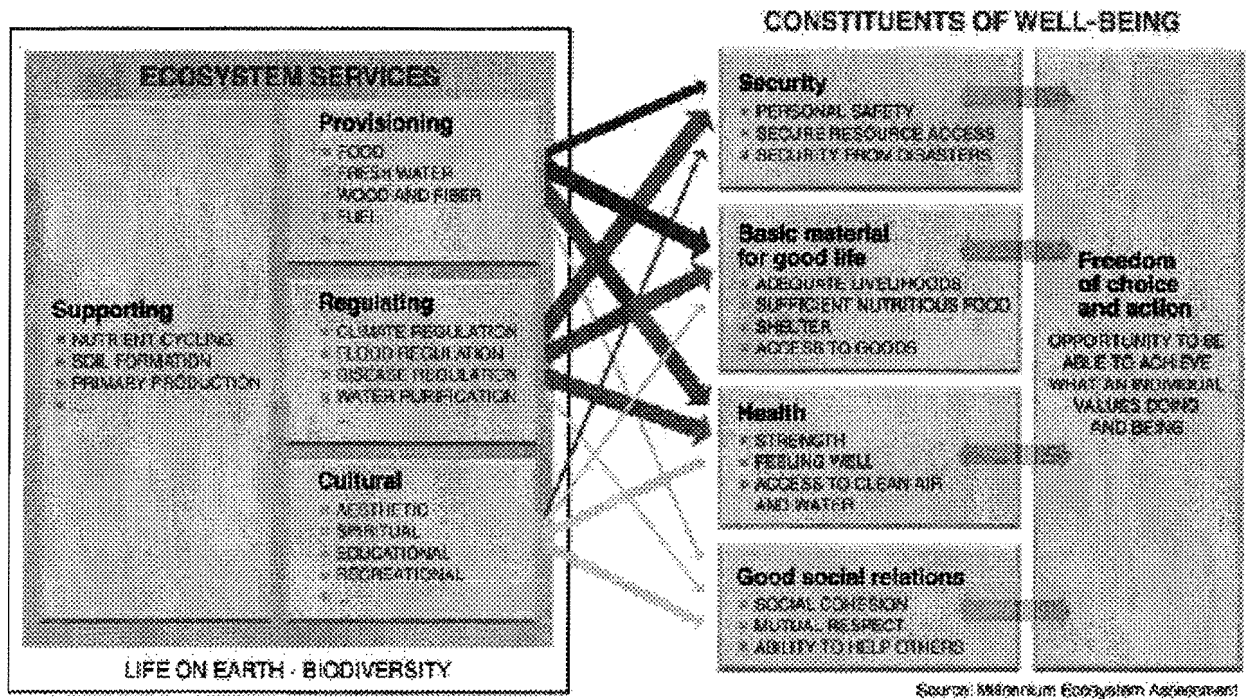 CONSTITUENTS OF WELL-BEING
ECOSYSTEM SERVICES
Supporting
NUTRIENT CYCLING
SOIL FORMATION
PRIMARY PRODUCTION
...
Provisioning
FOOD
FRESH WATER
WOOD AND FIBER
FUEL
...
Regulating
CLIMATE REGULATION
FLOOD REGULATION
DISEASE REGULATION
WATER PURIFICATION
...
Cultural
AESTHETIC
SPIRITUAL
EDUCATIONAL
RECREATIONAL
...
LIFE ON EARTH - BIODIVERSITY
Security
PERSONAL SAFETY
SECURE RESOURCE ACCESS
SECURITY FROM DISASTERS
Basic material
for good life
ADEQUATE LIVELIHOODS
SUFFICIENT NUTRITIOUS FOOD
SHELTER
ACCESS TO GOODS
Health
STRENGTH
FEELING WELL
ACCESS TO CLEAN AIR
AND WATER
Good social relations
SOCIAL COHESION
MUTUAL RESPECT
ABILITY TO HELP OTHERS
Freedom
of choice
and action
OPPORTUNITY TO BE
ABLE TO ACHIEVE
WHAT AN INDIVIDUAL
VALUES DOING
AND BEING
Source: Millennium Ecosystem Assessment